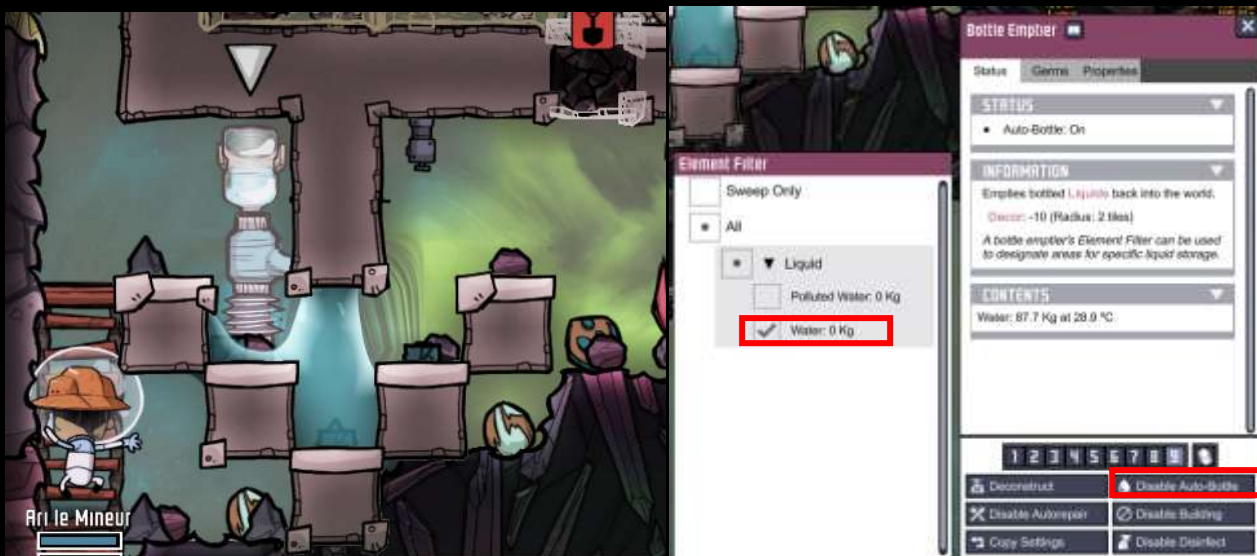 Ari le Mineur
Element Filter
Sweep Only
All
▼ Liquid
Polluted Water: 0 Kg
Water: 0 Kg
Bottle Emptier
Status Germs Properties
STATUS
• Auto-Bottle: On
INFORMATION
Empties bottled Liquids back into the world.
Decor: -10 (Radius: 2 tiles)
A bottle emptier's Element Filter can be used
to designate areas for specific liquid storage.
CONTENTS
Water: 87.7 Kg at 28.9 °C
1 2 3 4 5 6 7 8 9
Deconstruct Disable Auto-Bottle
Disable Autorepair Disable Building
Copy Settings Disable Disinfect